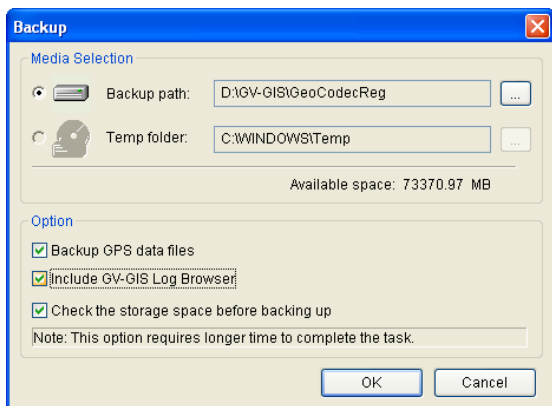 Backup
Media Selection
Backup path: D:\GV-GIS\GeoCodecReg ...
Temp folder: C:\WINDOWS\Temp ...
Available space: 73370.97 MB
Option
Backup GPS data files
Include GV-GIS Log Browser
Check the storage space before backing up
Note: This option requires longer time to complete the task.
OK Cancel